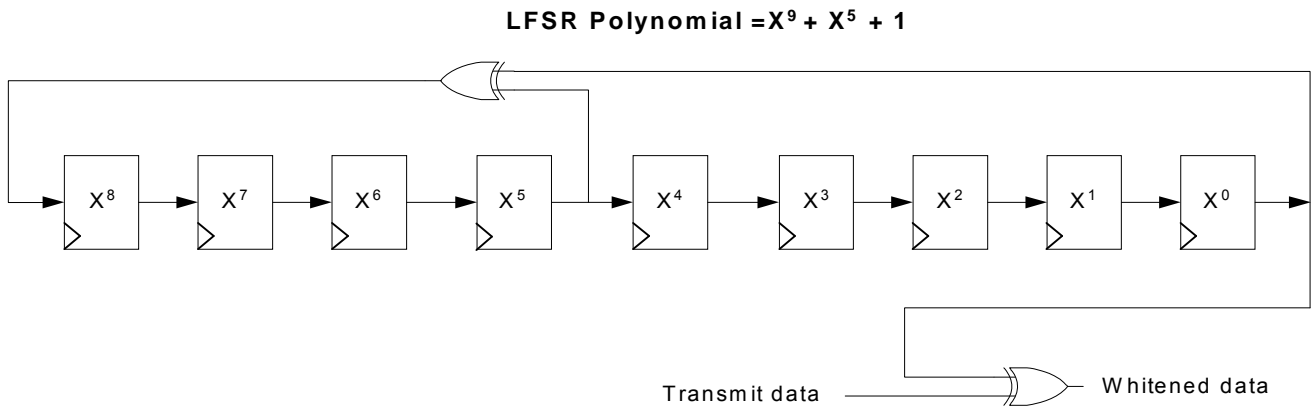 LFSR Polynomial =X⁹ + X⁵ + 1
X⁸ X⁷ X⁶ X⁵ X⁴ X³ X² X¹ X⁰
Transmit data
Whitened data